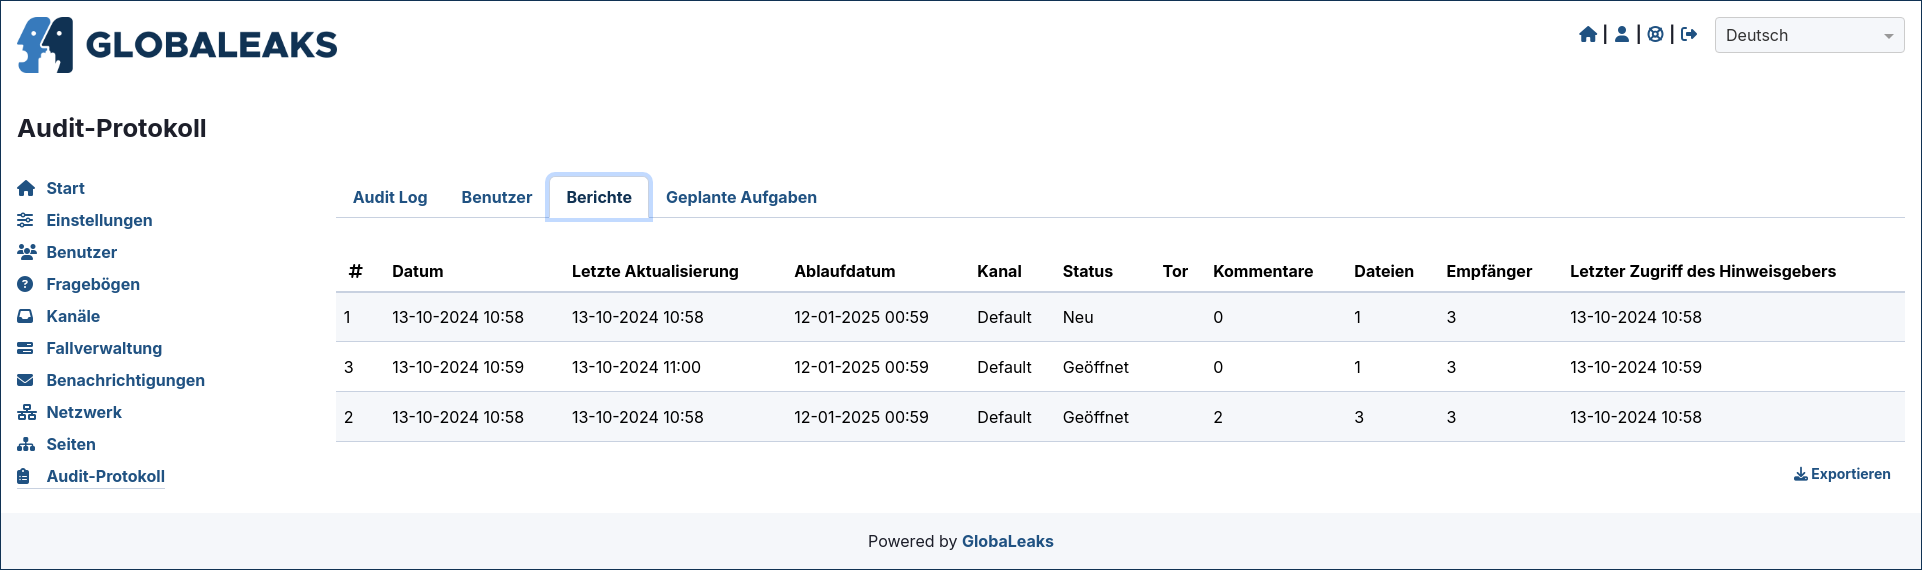 GLOBALEAKS
| | |
Deutsch
Audit-Protokoll
Start
Einstellungen
Benutzer
Fragebögen
Kanäle
Fallverwaltung
Benachrichtigungen
Netzwerk
Seiten
Audit-Protokoll
Audit Log Benutzer Berichte Geplante Aufgaben
# Datum Letzte Aktualisierung Ablaufdatum Kanal Status Tor Kommentare Dateien Empfänger Letzter Zugriff des Hinweisgebers
1 13-10-2024 10:58 13-10-2024 10:58 12-01-2025 00:59 Default Neu 0 1 3 13-10-2024 10:58
3 13-10-2024 10:59 13-10-2024 11:00 12-01-2025 00:59 Default Geöffnet 0 1 3 13-10-2024 10:59
2 13-10-2024 10:58 13-10-2024 10:58 12-01-2025 00:59 Default Geöffnet 2 3 3 13-10-2024 10:58
Exportieren
Powered by GlobaLeaks